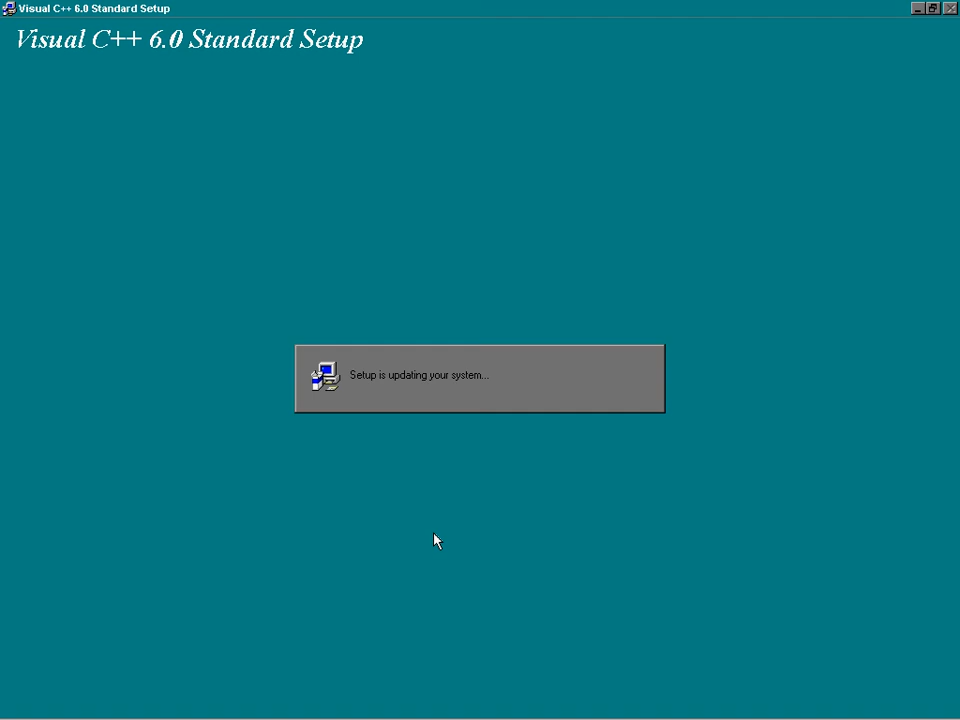 Visual C++ 6.0 Standard Setup
Visual C++ 6.0 Standard Setup
Setup is updating your system...